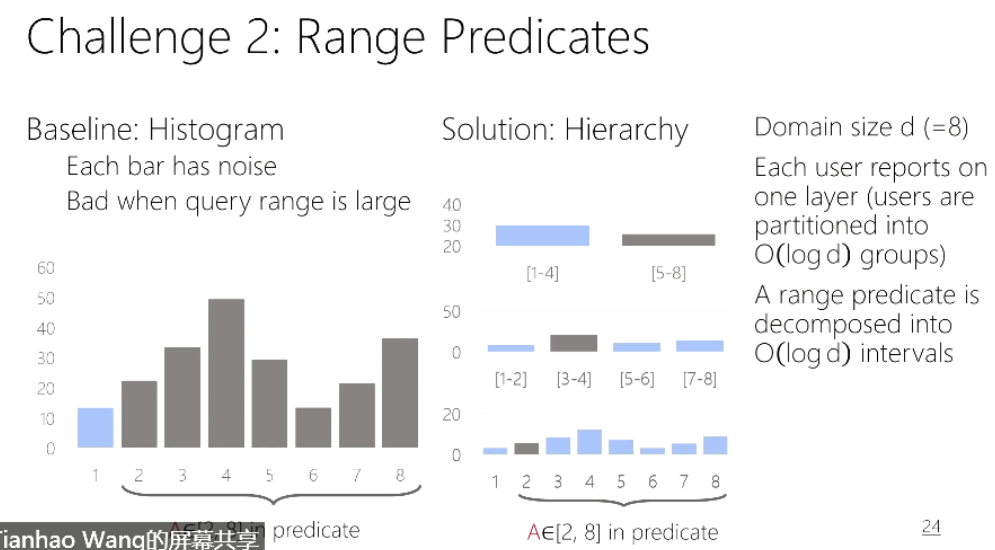 Challenge 2: Range Predicates
Baseline: Histogram
Each bar has noise
Bad when query range is large
60
50
40
30
20
10
0
1 2 3 4 5 6 7 8
A∈[2, 8] in predicate
Solution: Hierarchy
40
30
20
[1-4] [5-8]
50
0
[1-2] [3-4] [5-6] [7-8]
20
0
1 2 3 4 5 6 7 8
A∈[2, 8] in predicate
Domain size d (=8)
Each user reports on
one layer (users are
partitioned into
O(log d) groups)
A range predicate is
decomposed into
O(log d) intervals
Tianhao Wang的屏幕共享
24